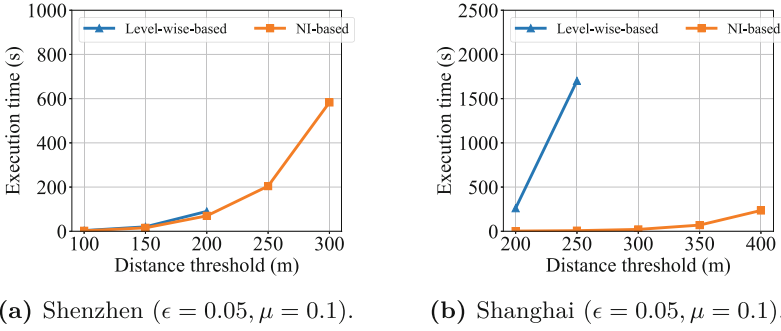 Level-wise-based NI-based
Execution time (s)
1000
800
600
400
200
0
100 150 200 250 300
Distance threshold (m)
(a) Shenzhen (ϵ = 0.05, μ = 0.1).
Level-wise-based NI-based
Execution time (s)
2500
2000
1500
1000
500
0
200 250 300 350 400
Distance threshold (m)
(b) Shanghai (ϵ = 0.05, μ = 0.1)